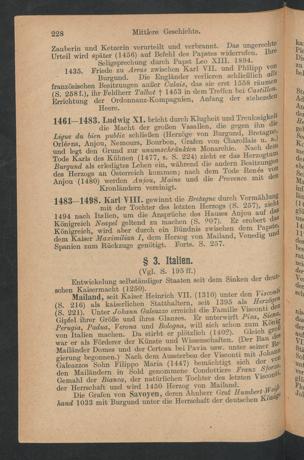 228 Mittlere Geschichte.
Zauberin und Ketzerin verurteilt und verbrannt. Das ungerechte
Urteil wird später (1456) auf Befehl des Papstes widerrufen. Ihre
Seligsprechung durch Papst Leo XIII. 1894.
1435. Friede zu Arras zwischen Karl VII. und Philipp von
Burgund. Die Engländer verlieren schließlich alle
französischen Besitzungen außer Calais, das sie erst 1558 räumen
(S. 258 f.), ihr Feldherr Talbot † 1453 in dem Treffen bei Castillon.
Errichtung der Ordonnanz-Kompagnien, Anfang der stehenden
Heere.
1461—1483. Ludwig XI. bricht durch Klugheit und Treulosigkeit
die Macht der großen Vasallen, die gegen ihn die
Ligue du bien public schließen (Herzöge von Burgund, Bretagne,
Orléans, Anjou, Nemours, Bourbon, Grafen von Charolais u. a.)
und legt den Grund zur unumschränkten Monarchie. Nach dem
Tode Karls des Kühnen (1477, s. S. 224) zieht er das Herzogtum
Burgund als erledigtes Lehen ein, während die andern Besitzungen
des Herzogs an Österreich kommen; nach dem Tode Renés von
Anjou (1480) werden Anjou, Maine und die Provence mit den
Kronländern vereinigt.
1483—1498. Karl VIII. gewinnt die Bretagne durch Vermählung
mit der Tochter des letzten Herzogs (S. 257), zieht
1494 nach Italien, um die Ansprüche des Hauses Anjou auf das
Königreich Neapel geltend zu machen (S. 907). Er erobert das
Königreich, wird aber durch ein Bündnis zwischen dem Papste,
dem Kaiser Maximilian I., dem Herzog von Mailand, Venedig und
Spanien zum Rückzuge genötigt. Forts. S. 257.
§ 3. Italien.
(Vgl. S. 195 ff.)
Entwickelung selbständiger Staaten seit dem Sinken der deut-
schen Kaisermacht (1250).
Mailand, seit Kaiser Heinrich VII. (1310) unter den Visconti
(S. 216) als kaiserlichen Statthaltern, seit 1395 als Herzögen
(S. 221). Unter Johann Galeazzo erreicht die Familie Visconti den
Gipfel ihrer Größe und ihres Glanzes. Er unterwirft Pisa, Siena,
Perugia, Padua, Verona und Bologna, will sich schon zum König
von Italien machen. Da stirbt er plötzlich (1402). Gleich groß
war er als Förderer der Künste und Wissenschaften. (Der Bau des
Mailänder Domes und der Certosa bei Pavia usw. unter seiner Re-
gierung begonnen.) Nach dem Aussterben der Visconti mit Johann
Galeazzos Sohn Filippo Maria (1447) bemächtigt sich der von
den Mailändern in Sold genommene Condottiere Franz Sforza,
Gemahl der Bianca, der natürlichen Tochter des letzten Visconti,
der Herrschaft und wird 1450 Herzog von Mailand.
Die Grafen von Savoyen, deren Ahnherr Graf Humbert Weiß-
hand 1033 mit Burgund unter die Herrschaft der deutschen Könige